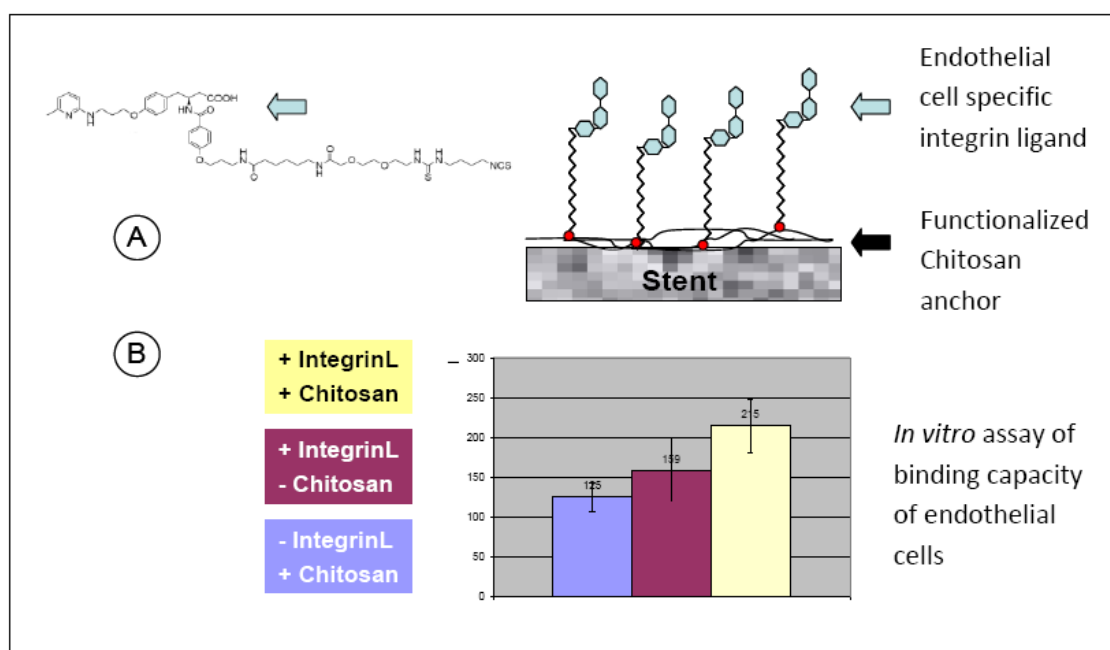 Endothelial
cell specific
integrin ligand
COOH
HN
O
N
N
H
O
O
H
N
O
N
H
O
O
O
H
N
H
N
S
NCS
O
A
Functionalized
Chitosan
anchor
Stent
B
+ IntegrinL
+ Chitosan
+ IntegrinL
- Chitosan
- IntegrinL
+ Chitosan
300
250
200
150
100
50
0
125
159
215
In vitro assay of
binding capacity
of endothelial
cells